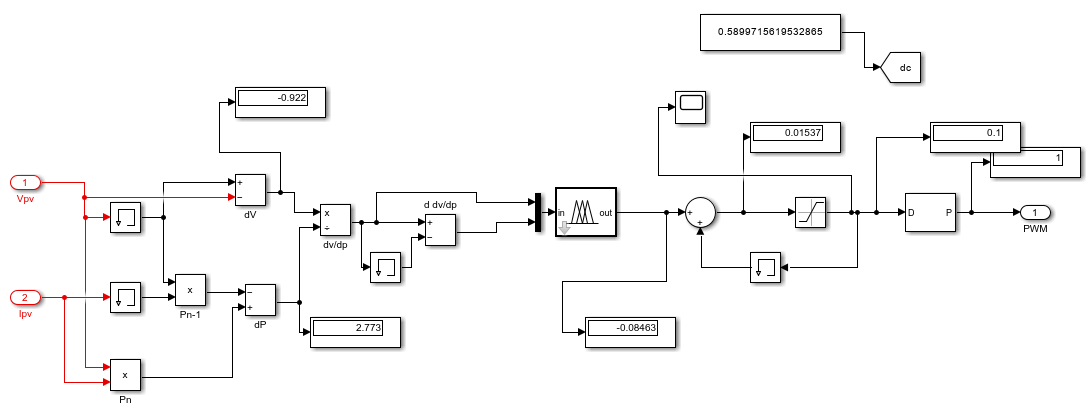 0.5899715619532865
dc
-0.922
0.01537
0.1
1
1
Vpv
+
−
dV
x
÷
dv/dp
d dv/dp
+
−
in
out
+
+
D
P
1
PWM
2
Ipv
x
Pn-1
−
+
dP
2.773
-0.08463
x
Pn